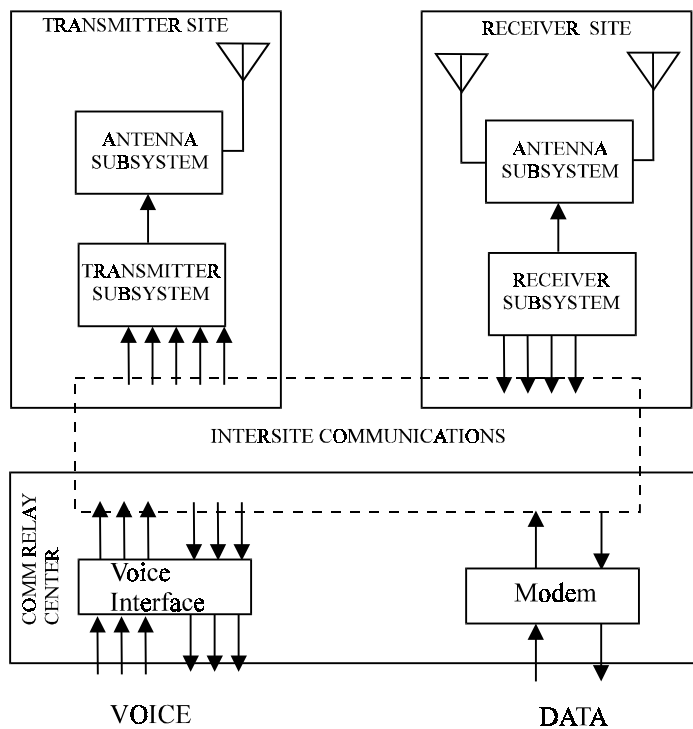 TRANSMITTER SITE
ANTENNA
SUBSYSTEM
TRANSMITTER
SUBSYSTEM
RECEIVER SITE
ANTENNA
SUBSYSTEM
RECEIVER
SUBSYSTEM
INTERSITE COMMUNICATIONS
COMM RELAY
CENTER
Voice
Interface
Modem
VOICE
DATA